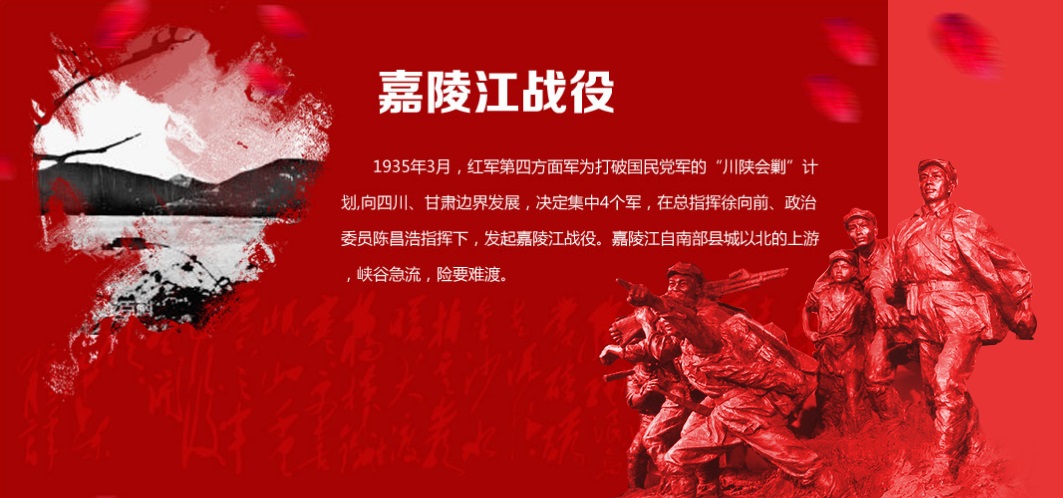 嘉陵江战役
1935年3月，红军第四方面军为打破国民党军的“川陕会剿”计
划,向四川、甘肃边界发展，决定集中4个军，在总指挥徐向前、政治
委员陈昌浩指挥下，发起嘉陵江战役。嘉陵江自南部县城以北的上游
，峡谷急流，险要难渡。